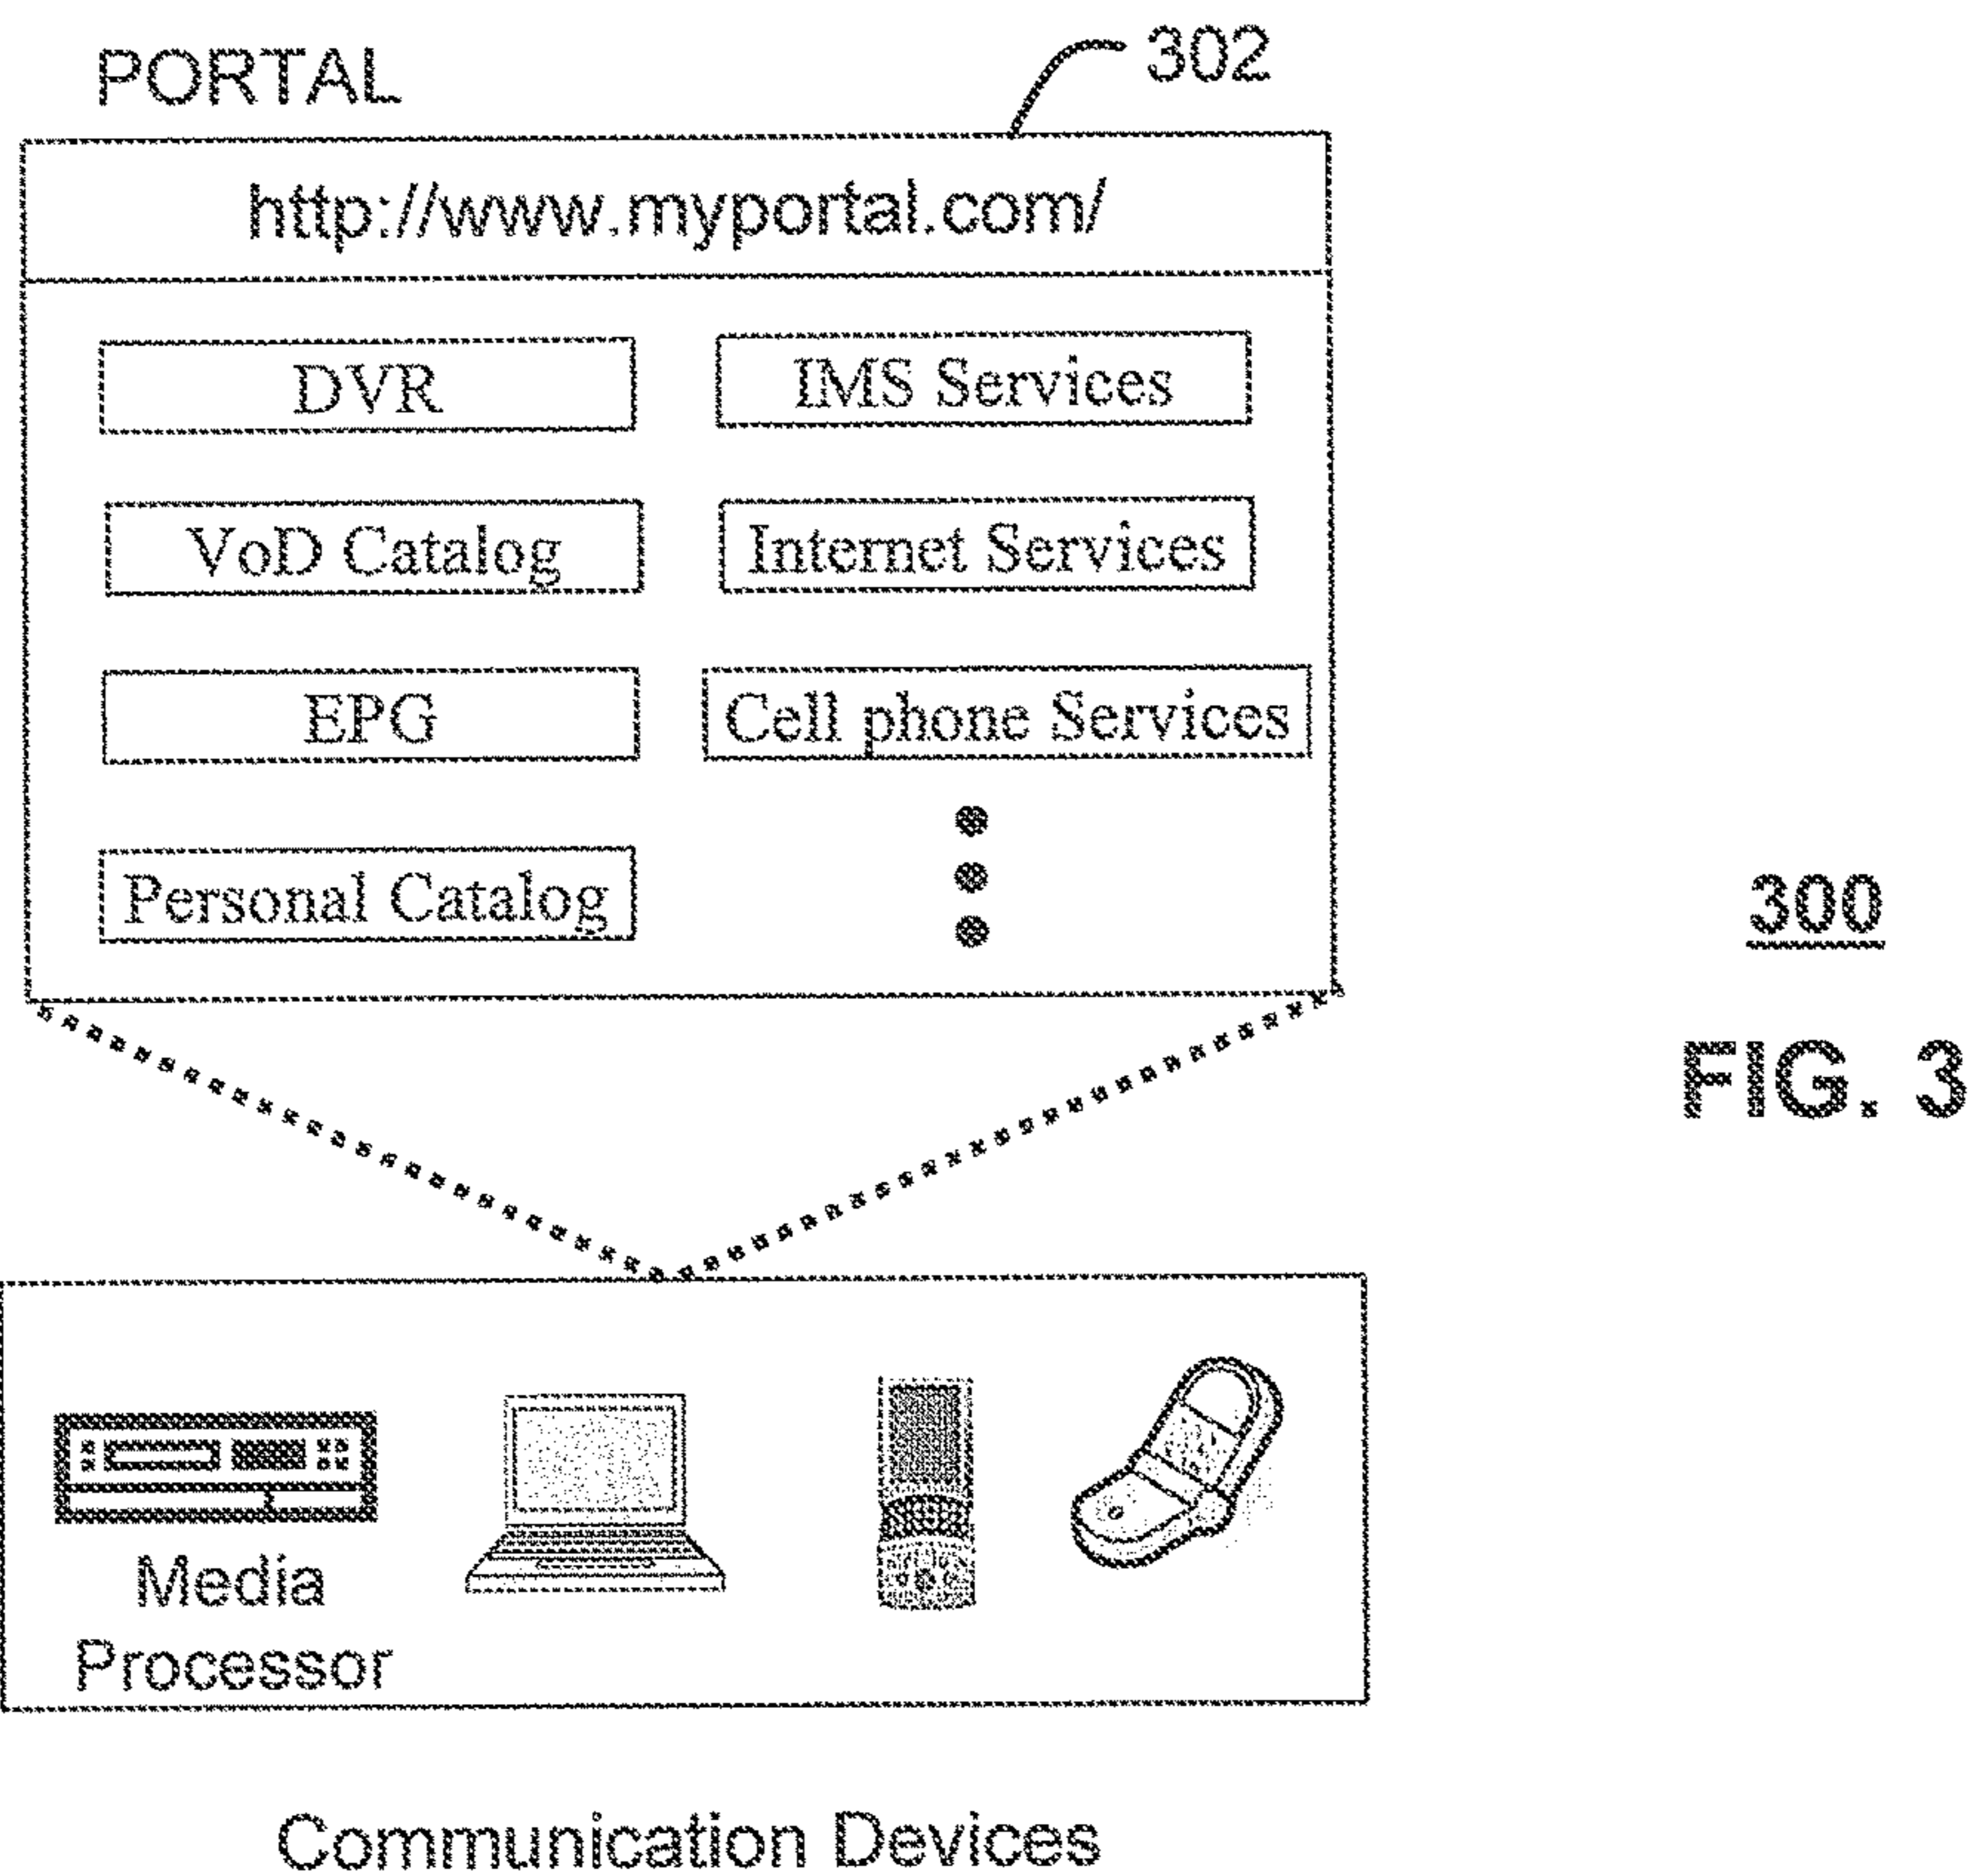 PORTAL
302
http://www.myportal.com/
DVR
IMS Services
VoD Catalog
Internet Services
EPG
Cell phone Services
Personal Catalog
300
FIG. 3
Media
Processor
Communication Devices